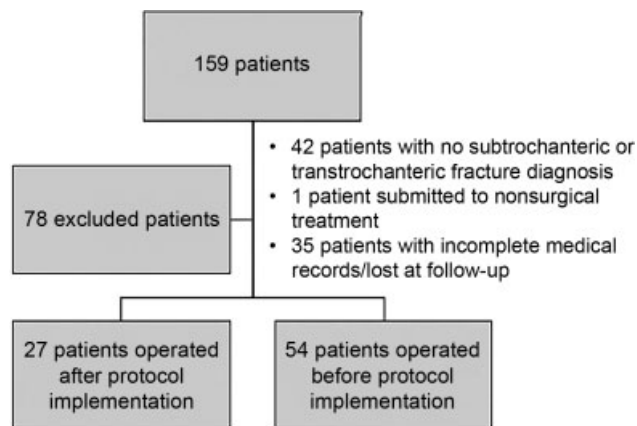 159 patients
• 42 patients with no subtrochanteric or
transtrochanteric fracture diagnosis
• 1 patient submitted to nonsurgical
treatment
• 35 patients with incomplete medical
records/lost at follow-up
78 excluded patients
27 patients operated
after protocol
implementation
54 patients operated
before protocol
implementation